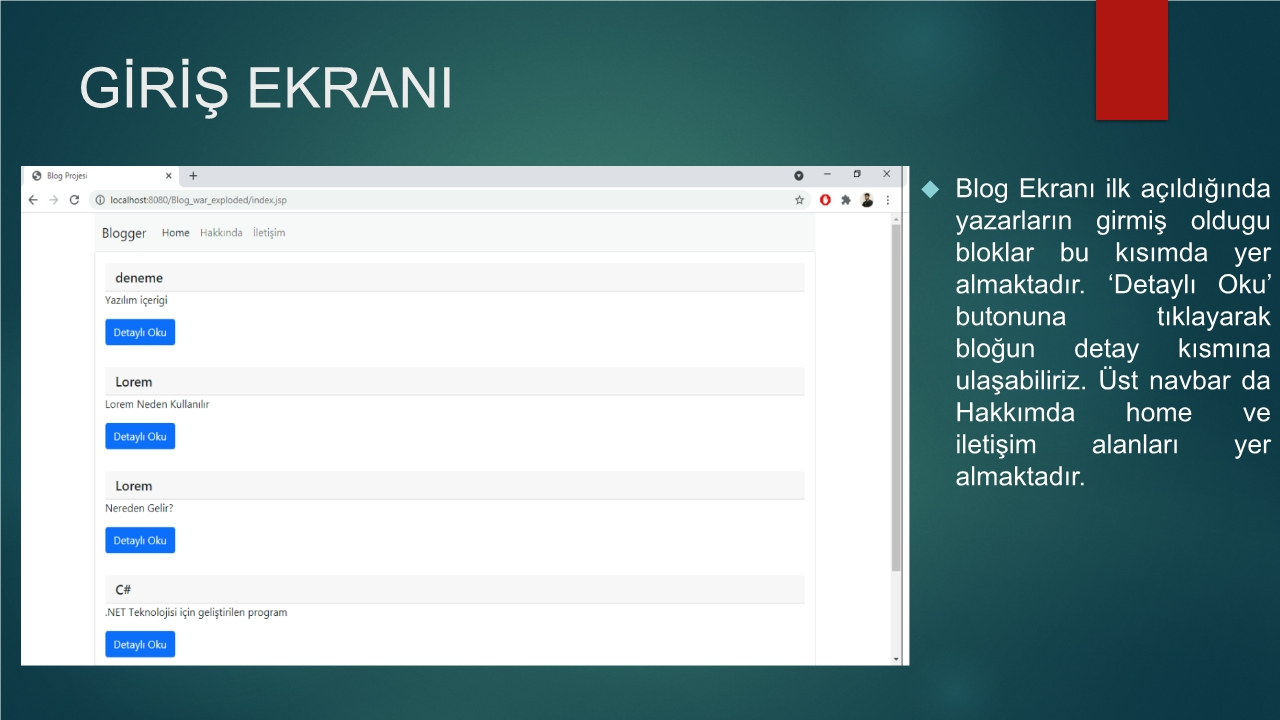 GİRİŞ EKRANI
Blog Projesi
localhost:8080/Blog_war_exploded/index.jsp
Blogger Home Hakkında İletişim
deneme
Yazılım içerigi
Detaylı Oku
Lorem
Lorem Neden Kullanılır
Detaylı Oku
Lorem
Nereden Gelir?
Detaylı Oku
C#
.NET Teknolojisi için geliştirilen program
Detaylı Oku
Blog Ekranı ilk açıldığında
yazarların girmiş oldugu
bloklar bu kısımda yer
almaktadır. ‘Detaylı Oku’
butonuna tıklayarak
bloğun detay kısmına
ulaşabiliriz. Üst navbar da
Hakkımda home ve
iletişim alanları yer
almaktadır.